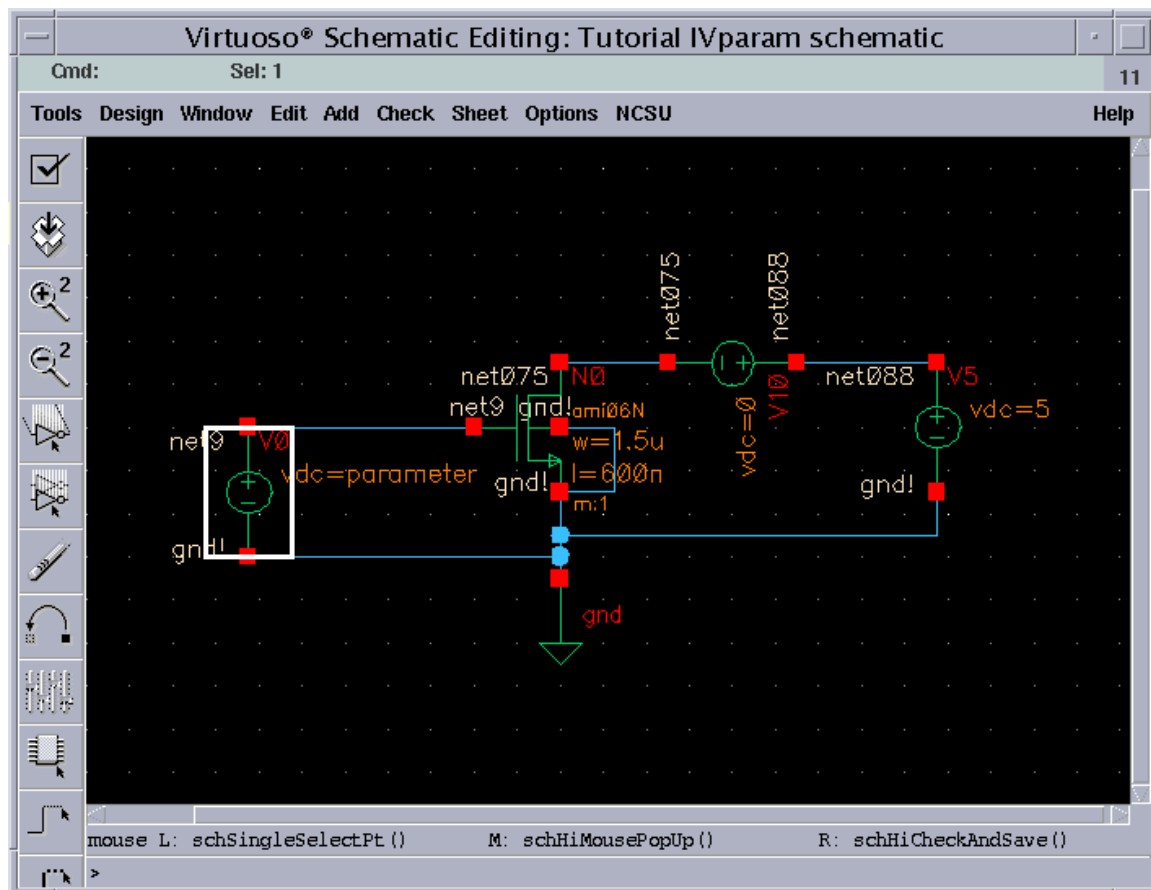 Virtuoso® Schematic Editing: Tutorial IVparam schematic
Cmd: Sel: 1 11
Tools Design Window Edit Add Check Sheet Options NCSU Help
2
2
net075
net088
net075 N0
net088 V5
net9 gnd! ami06N
vdc=0
V10
vdc=5
net9 V0
w=1.5u
vdc=parameter
gnd! l=600n
gnd!
m:1
gnd!
gnd
mouse L: schSingleSelectPt() M: schHiMousePopUp() R: schHiCheckAndSave()
>